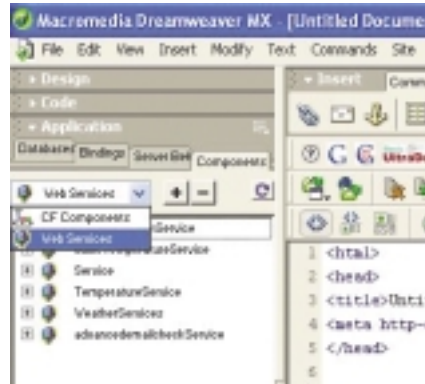 Macromedia Dreamweaver MX - [Untitled Docume
File Edit View Insert Modify Text Commands Site
Design
Code
Application
Databases Bindings Components
Insert Comm
Web Services + -
CF Components
Web Services
Service
TemperatureService
WeatherServices
advancedemailcheckService
1 <html>
2 <head>
3 <title>Unti
4 <meta http-
5 </head>
6